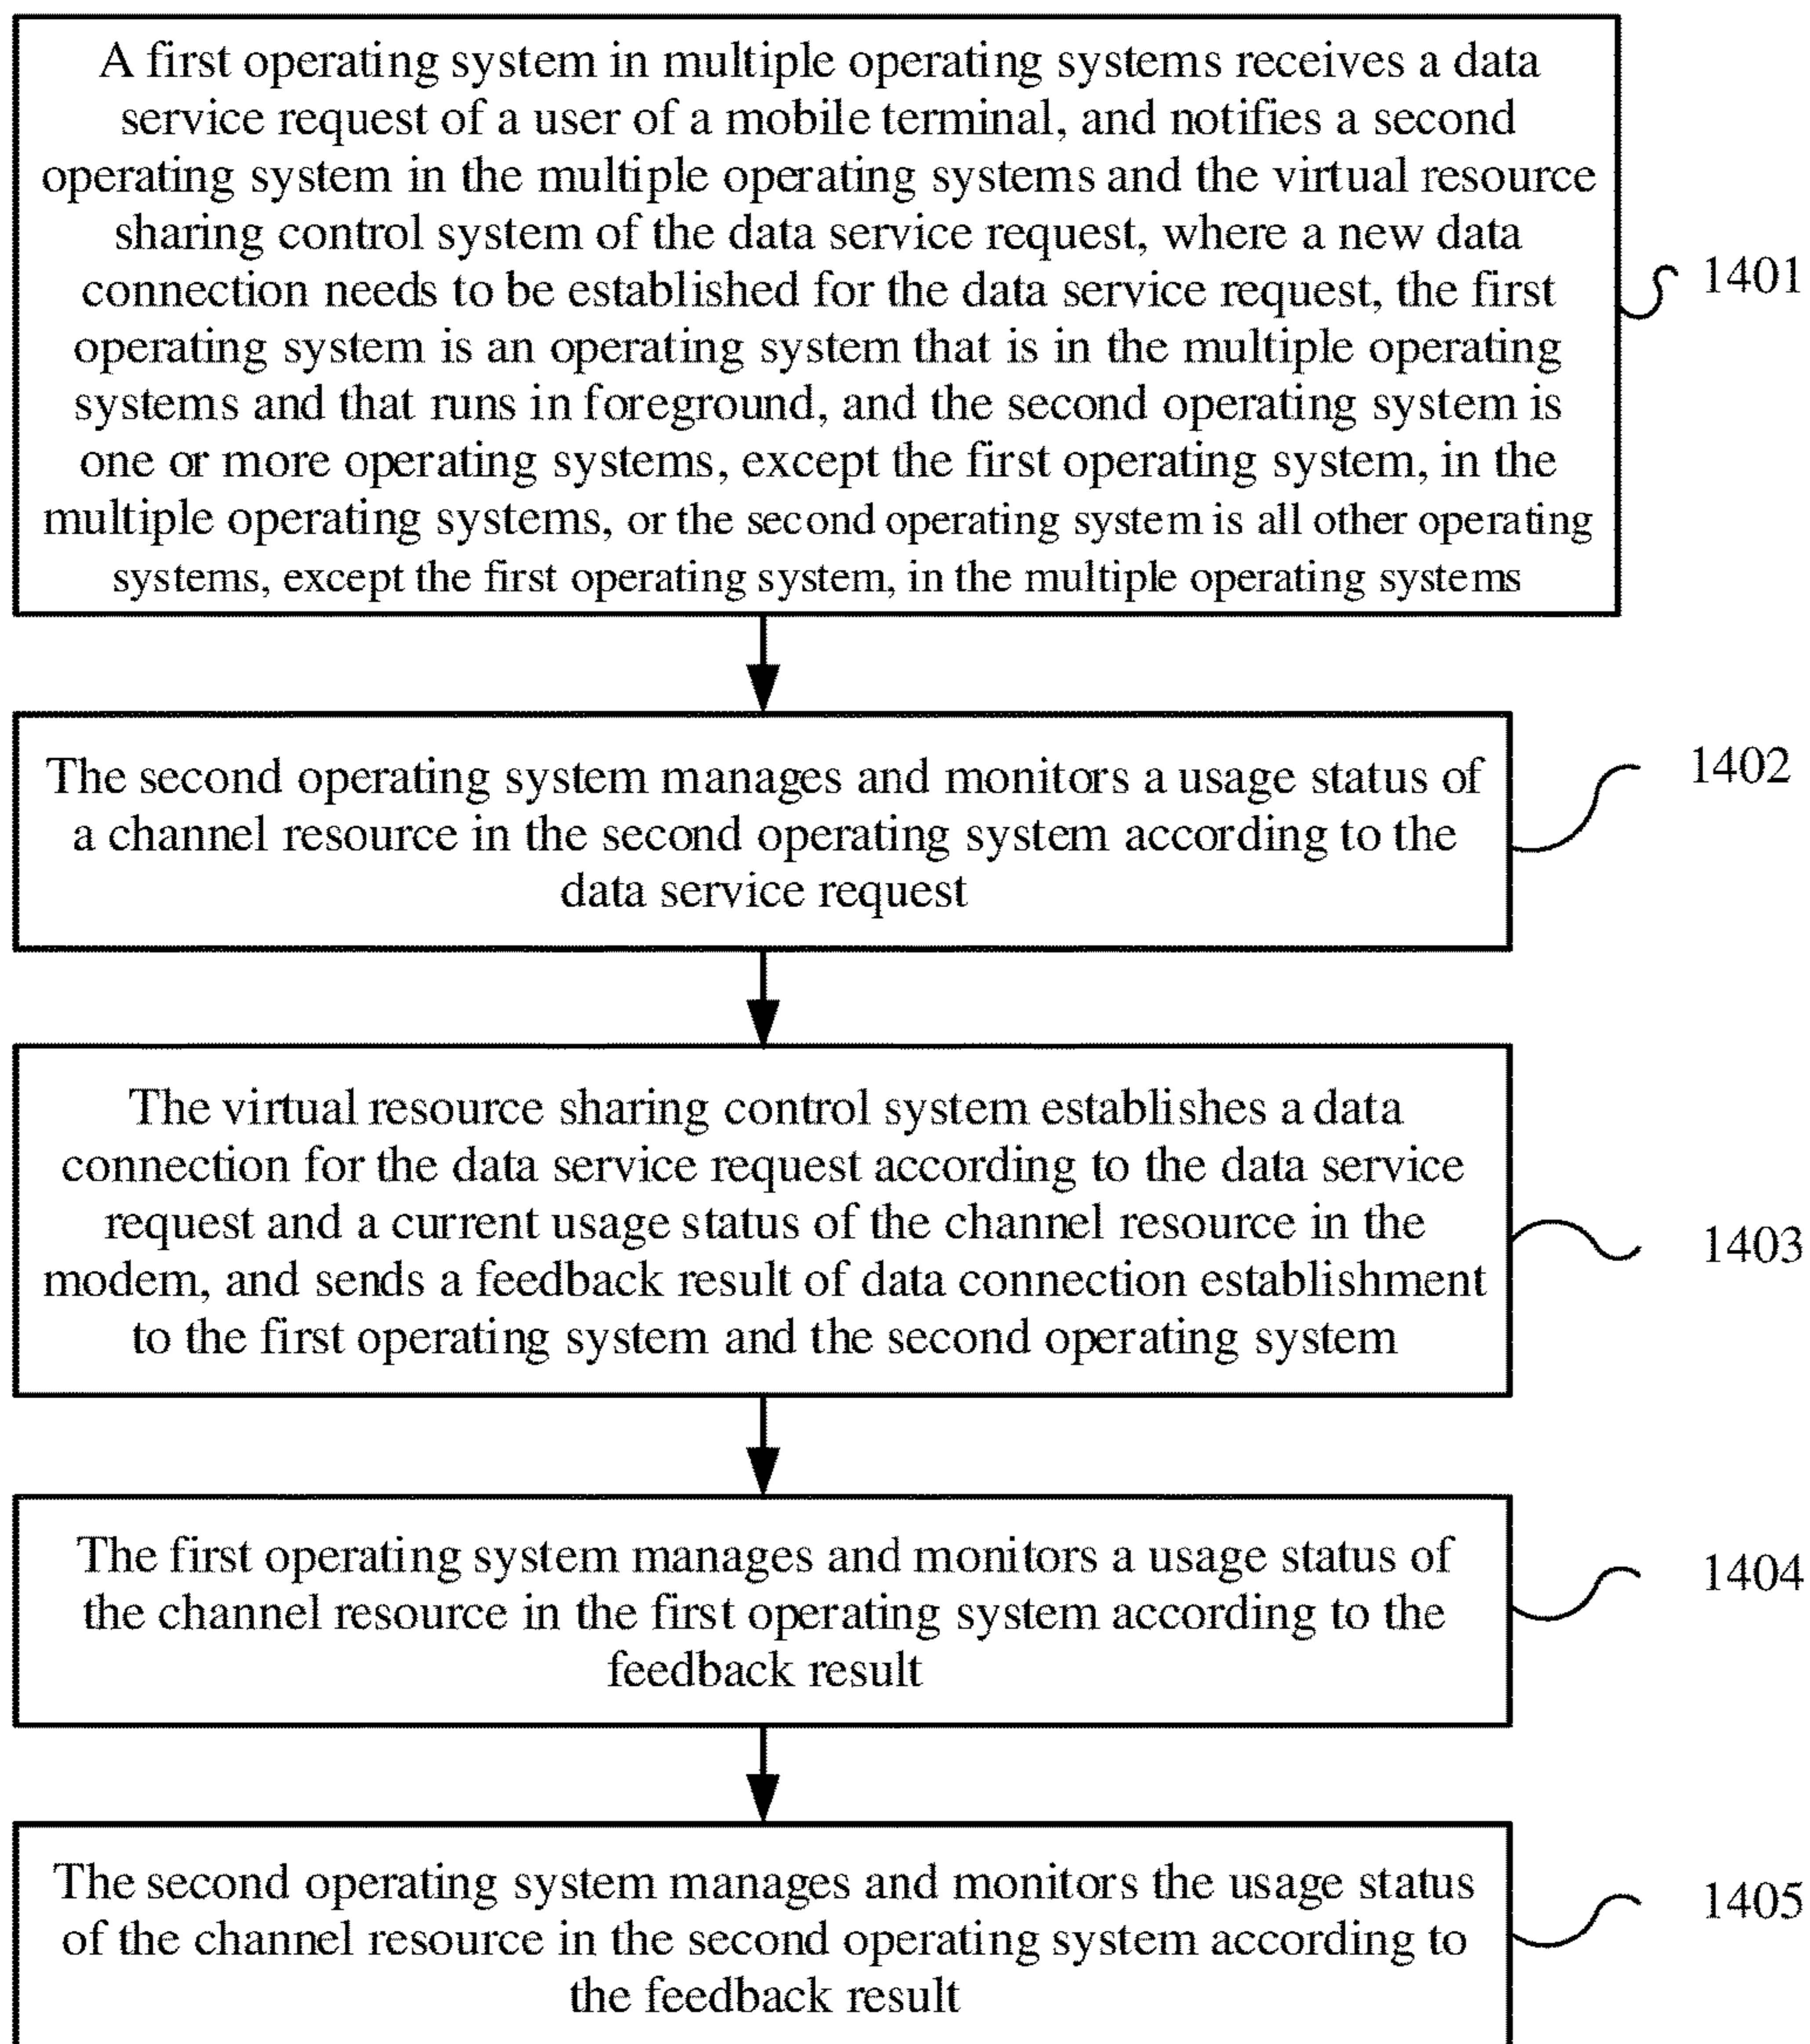 A first operating system in multiple operating systems receives a data
service request of a user of a mobile terminal, and notifies a second
operating system in the multiple operating systems and the virtual resource
sharing control system of the data service request, where a new data
connection needs to be established for the data service request, the first
operating system is an operating system that is in the multiple operating
systems and that runs in foreground, and the second operating system is
one or more operating systems, except the first operating system, in the
multiple operating systems, or the second operating system is all other operating
systems, except the first operating system, in the multiple operating systems
1401
The second operating system manages and monitors a usage status of
a channel resource in the second operating system according to the
data service request
1402
The virtual resource sharing control system establishes a data
connection for the data service request according to the data service
request and a current usage status of the channel resource in the
modem, and sends a feedback result of data connection establishment
to the first operating system and the second operating system
1403
The first operating system manages and monitors a usage status of
the channel resource in the first operating system according to the
feedback result
1404
The second operating system manages and monitors the usage status
of the channel resource in the second operating system according to
the feedback result
1405